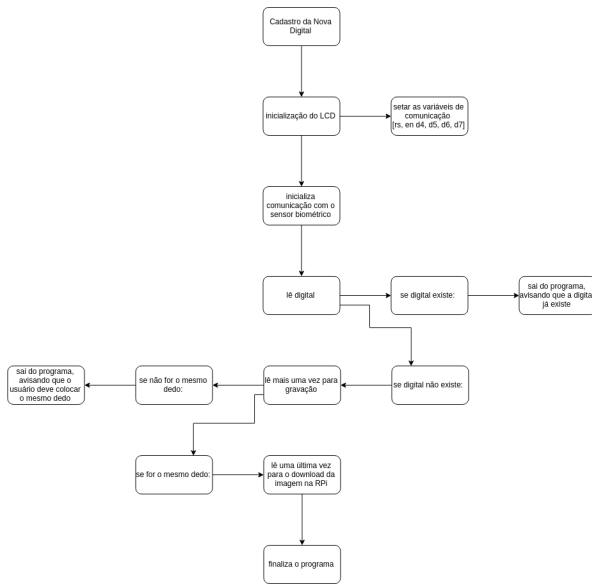 Cadastro da Nova
Digital
inicialização do LCD
setar as variáveis de
comunicação
[rs, en d4, d5, d6, d7]
inicializa
comunicação com o
sensor biométrico
lê digital
se digital existe:
sai do programa,
avisando que a digital
já existe
sai do programa,
avisando que o
usuário deve colocar
o mesmo dedo
se não for o mesmo
dedo:
lê mais uma vez para
gravação
se digital não existe:
se for o mesmo dedo:
lê uma última vez
para o download da
imagem na RPi
finaliza o programa